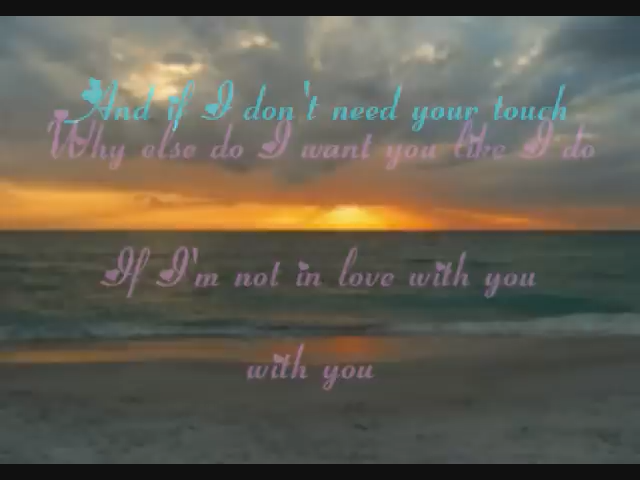 And if I don't need your touch
Why else do I want you like I do
If I'm not in love with you
with you